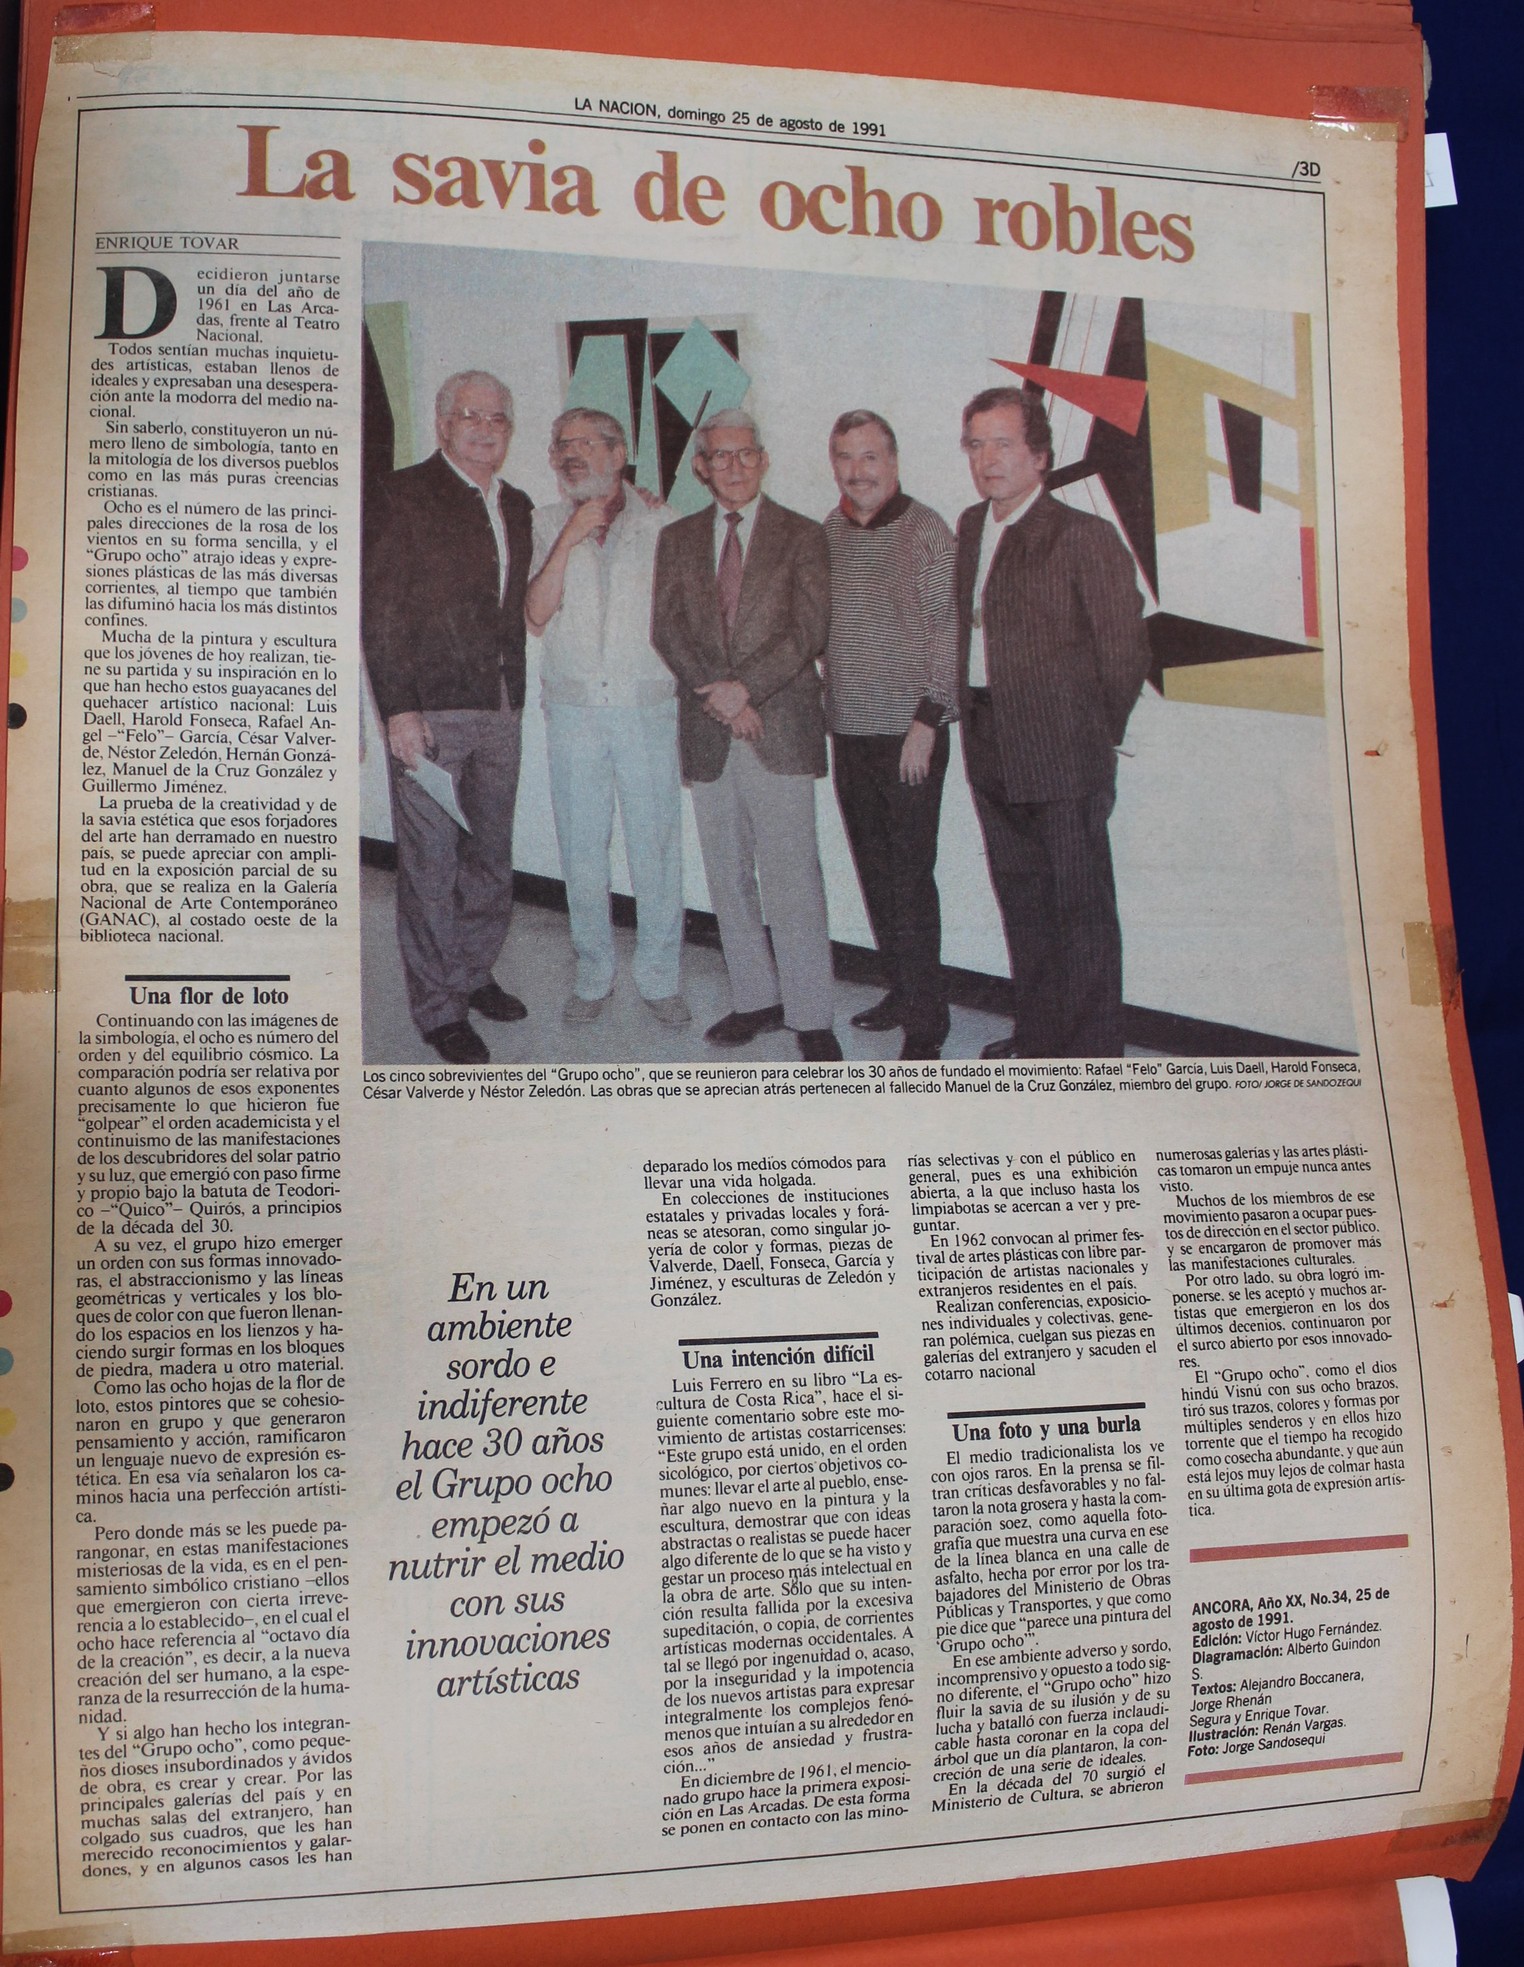 LA NACION, domingo 25 de agosto de 1991
/3D
La savia de ocho robles
ENRIQUE TOVAR
Decidieron juntarse
un día del año de
1961 en Las Arca-
das, frente al Teatro
Nacional.
Todos sentían muchas inquietu-
des artísticas, estaban llenos de
ideales y expresaban una desespera-
ción ante la modorra del medio na-
cional.
Sin saberlo, constituyeron un nú-
mero lleno de simbología, tanto en
la mitología de los diversos pueblos
como en las más puras creencias
cristianas.
Ocho es el número de las princi-
pales direcciones de la rosa de los
vientos en su forma sencilla, y el
“Grupo ocho” atrajo ideas y expre-
siones plásticas de las más diversas
corrientes, al tiempo que también
las difuminó hacia los más distintos
confines.
Mucha de la pintura y escultura
que los jóvenes de hoy realizan, tie-
ne su partida y su inspiración en lo
que han hecho estos guayacanes del
quehacer artístico nacional: Luis
Daell, Harold Fonseca, Rafael An-
gel –“Felo”– García, César Valver-
de, Néstor Zeledón, Hernán Gonzá-
lez, Manuel de la Cruz González y
Guillermo Jiménez.
La prueba de la creatividad y de
la savia estética que esos forjadores
del arte han derramado en nuestro
país, se puede apreciar con ampli-
tud en la exposición parcial de su
obra, que se realiza en la Galería
Nacional de Arte Contemporáneo
(GANAC), al costado oeste de la
biblioteca nacional.
Una flor de loto
Continuando con las imágenes de
la simbología, el ocho es número del
orden y del equilibrio cósmico. La
comparación podría ser relativa por
cuanto algunos de esos exponentes
precisamente lo que hicieron fue
“golpear” el orden academicista y el
continuismo de las manifestaciones
de los descubridores del solar patrio
y su luz, que emergió con paso firme
y propio bajo la batuta de Teodori-
co –“Quico”– Quirós, a principios
de la década del 30.
A su vez, el grupo hizo emerger
un orden con sus formas innovado-
ras, el abstraccionismo y las líneas
geométricas y verticales y los blo-
ques de color con que fueron llenan-
do los espacios en los lienzos y ha-
ciendo surgir formas en los bloques
de piedra, madera u otro material.
Como las ocho hojas de la flor de
loto, estos pintores que se cohesio-
naron en grupo y que generaron
pensamiento y acción, ramificaron
un lenguaje nuevo de expresión es-
tética. En esa vía señalaron los ca-
minos hacia una perfección artísti-
ca.
Pero donde más se les puede pa-
rangonar, en estas manifestaciones
misteriosas de la vida, es en el pen-
samiento simbólico cristiano –ellos
que emergieron con cierta irreve-
rencia a lo establecido–, en el cual el
ocho hace referencia al “octavo día
de la creación”, es decir, a la nueva
creación del ser humano, a la espe-
ranza de la resurrección de la huma-
nidad.
Y si algo han hecho los integran-
tes del “Grupo ocho”, como peque-
ños dioses insubordinados y ávidos
de obra, es crear y crear. Por las
principales galerías del país y en
muchas salas del extranjero, han
colgado sus cuadros, que les han
merecido reconocimientos y galar-
dones, y en algunos casos les han
Los cinco sobrevivientes del “Grupo ocho”, que se reunieron para celebrar los 30 años de fundado el movimiento: Rafael “Felo” García, Luis Daell, Harold Fonseca,
César Valverde y Néstor Zeledón. Las obras que se aprecian atrás pertenecen al fallecido Manuel de la Cruz González, miembro del grupo. FOTO/ JORGE DE SANDOZEQUI
En un
ambiente
sordo e
indiferente
hace 30 años
el Grupo ocho
empezó a
nutrir el medio
con sus
innovaciones
artísticas
deparado los medios cómodos para
llevar una vida holgada.
En colecciones de instituciones
estatales y privadas locales y forá-
neas se atesoran, como singular jo-
yería de color y formas, piezas de
Valverde, Daell, Fonseca, García y
Jiménez, y esculturas de Zeledón y
González.
Una intención difícil
Luis Ferrero en su libro “La es-
cultura de Costa Rica”, hace el si-
guiente comentario sobre este mo-
vimiento de artistas costarricenses:
“Este grupo está unido, en el orden
sicológico, por ciertos objetivos co-
munes: llevar el arte al pueblo, ense-
ñar algo nuevo en la pintura y la
escultura, demostrar que con ideas
abstractas o realistas se puede hacer
algo diferente de lo que se ha visto y
gestar un proceso más intelectual en
la obra de arte. Sólo que su inten-
ción resulta fallida por la excesiva
supeditación, o copia, de corrientes
artísticas modernas occidentales. A
tal se llegó por ingenuidad o, acaso,
por la inseguridad y la impotencia
de los nuevos artistas para expresar
integralmente los complejos fenó-
menos que intuían a su alrededor en
esos años de ansiedad y frustra-
ción...”
En diciembre de 1961, el mencio-
nado grupo hace la primera exposi-
ción en Las Arcadas. De esta forma
se ponen en contacto con las mino-
rías selectivas y con el público en
general, pues es una exhibición
abierta, a la que incluso hasta los
limpiabotas se acercan a ver y pre-
guntar.
En 1962 convocan al primer fes-
tival de artes plásticas con libre par-
ticipación de artistas nacionales y
extranjeros residentes en el país.
Realizan conferencias, exposicio-
nes individuales y colectivas, gene-
ran polémica, cuelgan sus piezas en
galerías del extranjero y sacuden el
cotarro nacional
Una foto y una burla
El medio tradicionalista los ve
con ojos raros. En la prensa se fil-
tran críticas desfavorables y no fal-
taron la nota grosera y hasta la com-
paración soez, como aquella foto-
grafía que muestra una curva en ese
de la línea blanca en una calle de
asfalto, hecha por error por los tra-
bajadores del Ministerio de Obras
Públicas y Transportes, y que como
pie dice que “parece una pintura del
‘Grupo ocho’”.
En ese ambiente adverso y sordo,
incomprensivo y opuesto a todo sig-
no diferente, el “Grupo ocho” hizo
fluir la savia de su ilusión y de su
lucha y batalló con fuerza inclaudi-
cable hasta coronar en la copa del
árbol que un día plantaron, la con-
creción de una serie de ideales.
En la década del 70 surgió el
Ministerio de Cultura, se abrieron
numerosas galerías y las artes plásti-
cas tomaron un empuje nunca antes
visto.
Muchos de los miembros de ese
movimiento pasaron a ocupar pues-
tos de dirección en el sector público,
y se encargaron de promover más
las manifestaciones culturales.
Por otro lado, su obra logró im-
ponerse, se les aceptó y muchos ar-
tistas que emergieron en los dos
últimos decenios, continuaron por
el surco abierto por esos innovado-
res.
El “Grupo ocho”, como el dios
hindú Visnú con sus ocho brazos,
tiró sus trazos, colores y formas por
múltiples senderos y en ellos hizo
torrente que el tiempo ha recogido
como cosecha abundante, y que aún
está lejos muy lejos de colmar hasta
en su última gota de expresión artís-
tica.
ANCORA, Año XX, No.34, 25 de
agosto de 1991.
Edición: Víctor Hugo Fernández.
Diagramación: Alberto Guindon
S.
Textos: Alejandro Boccanera,
Jorge Rhenán
Segura y Enrique Tovar.
Ilustración: Renán Vargas.
Foto: Jorge Sandosequi